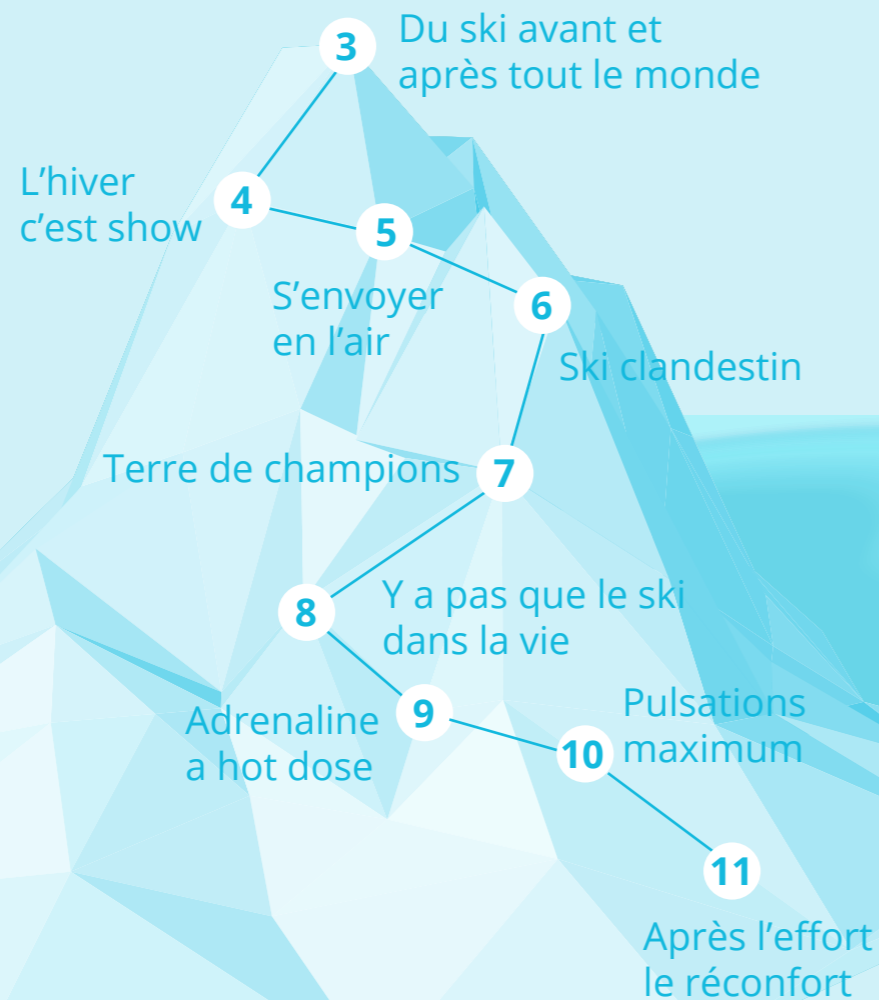 3
Du ski avant et
après tout le monde
L'hiver
c'est show
4
5
S'envoyer
en l'air
6
Ski clandestin
Terre de champions
7
8
Y a pas que le ski
dans la vie
Adrenaline
a hot dose
9
10
Pulsations
maximum
11
Après l'effort
le réconfort